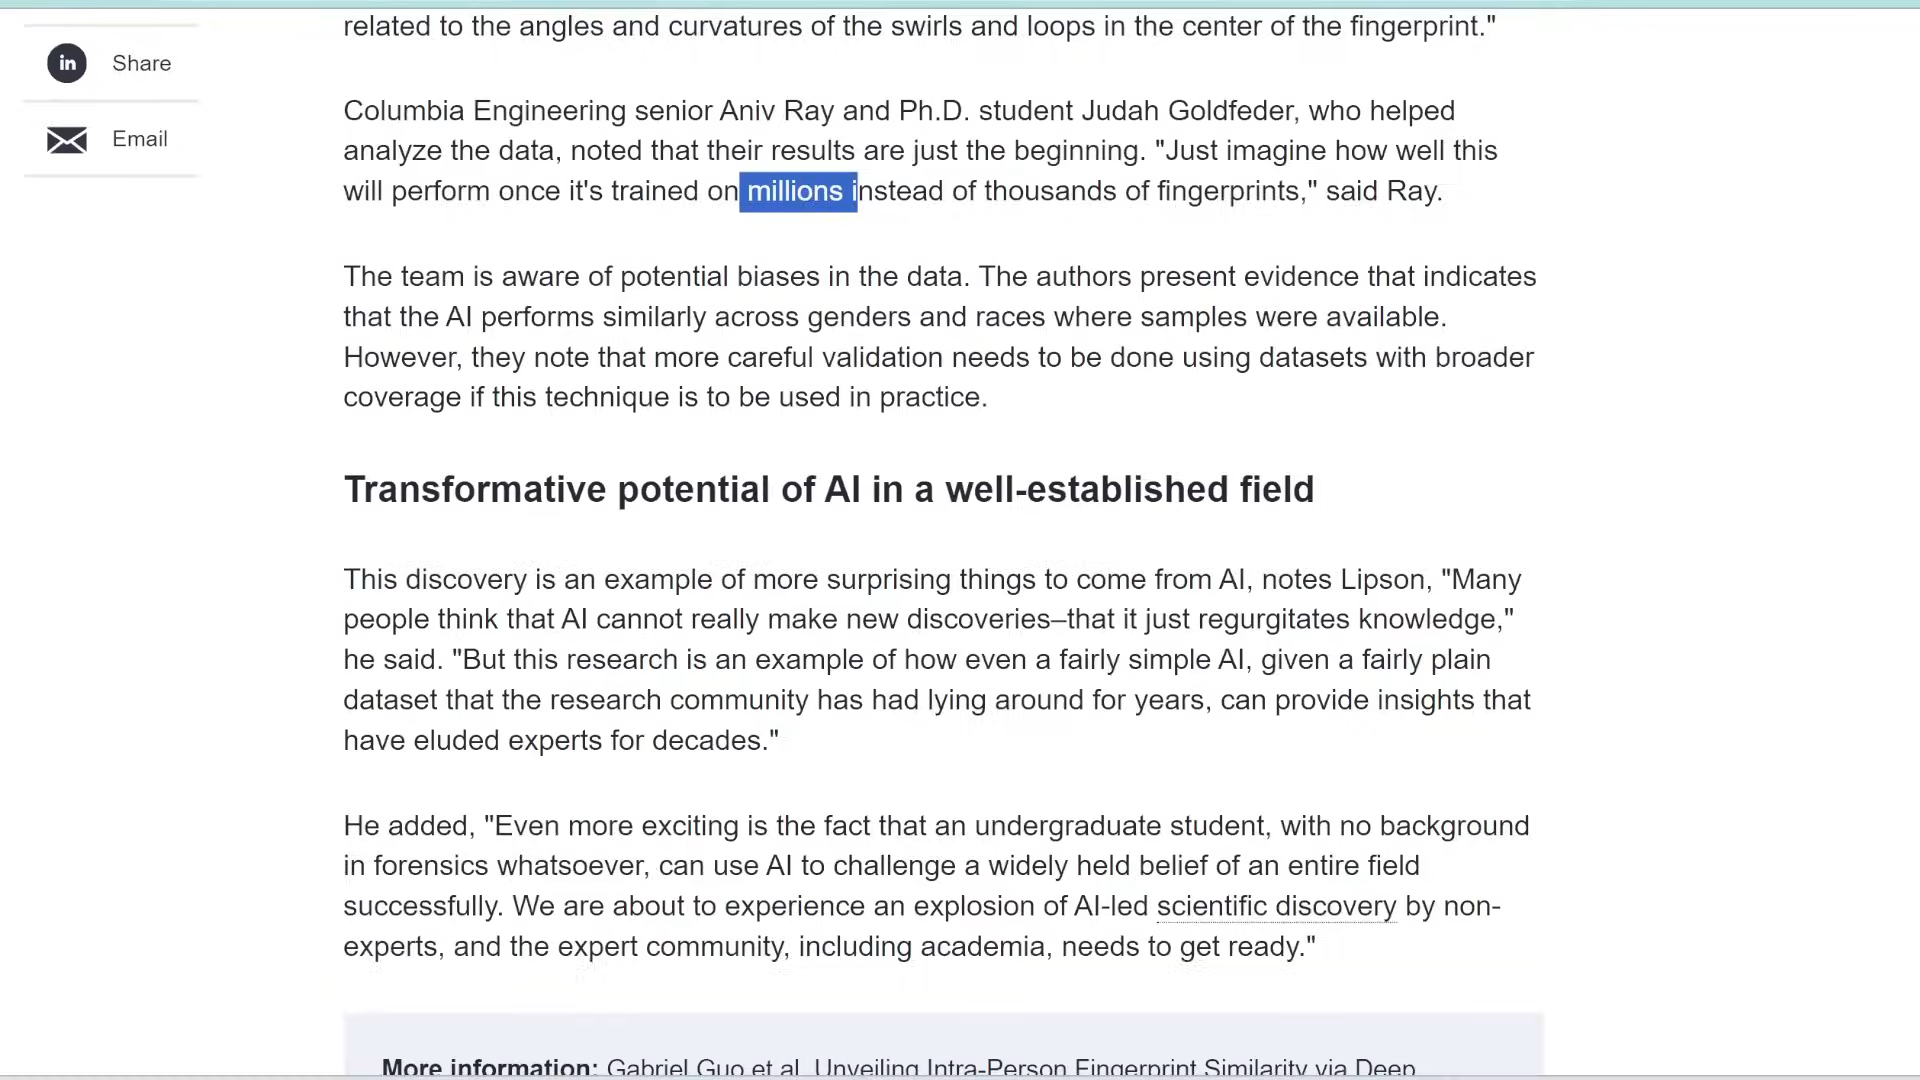 related to the angles and curvatures of the swirls and loops in the center of the fingerprint."
in Share
Email
Columbia Engineering senior Aniv Ray and Ph.D. student Judah Goldfeder, who helped
analyze the data, noted that their results are just the beginning. "Just imagine how well this
will perform once it's trained on millions instead of thousands of fingerprints," said Ray.
The team is aware of potential biases in the data. The authors present evidence that indicates
that the AI performs similarly across genders and races where samples were available.
However, they note that more careful validation needs to be done using datasets with broader
coverage if this technique is to be used in practice.
Transformative potential of AI in a well-established field
This discovery is an example of more surprising things to come from AI, notes Lipson, "Many
people think that AI cannot really make new discoveries–that it just regurgitates knowledge,"
he said. "But this research is an example of how even a fairly simple AI, given a fairly plain
dataset that the research community has had lying around for years, can provide insights that
have eluded experts for decades."
He added, "Even more exciting is the fact that an undergraduate student, with no background
in forensics whatsoever, can use AI to challenge a widely held belief of an entire field
successfully. We are about to experience an explosion of AI-led scientific discovery by non-
experts, and the expert community, including academia, needs to get ready."
More information: Gabriel Guo et al, Unveiling Intra-Person Fingerprint Similarity via Deep